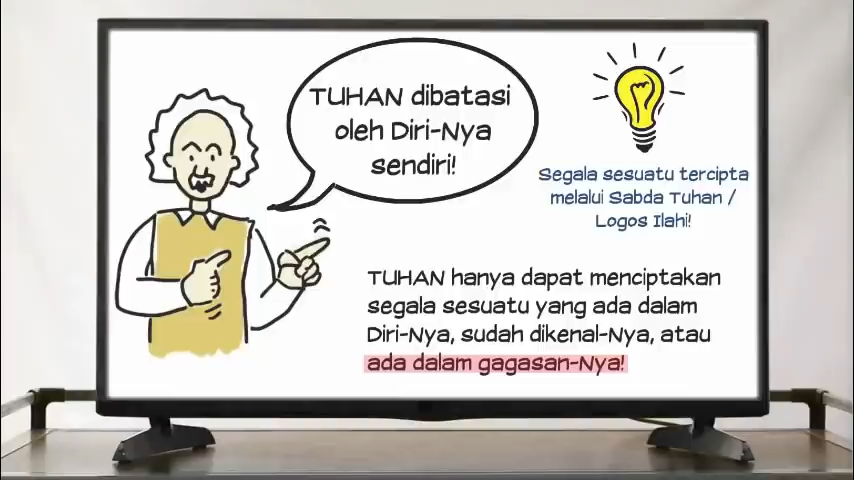 TUHAN dibatasi
oleh Diri-Nya
sendiri!
Segala sesuatu tercipta
melalui Sabda Tuhan /
Logos Ilahi!
TUHAN hanya dapat menciptakan
segala sesuatu yang ada dalam
Diri-Nya, sudah dikenal-Nya, atau
ada dalam gagasan-Nya!